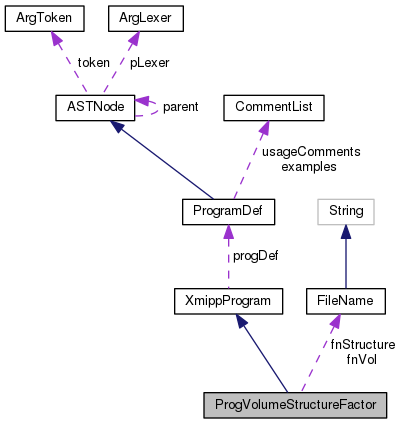 ArgToken
ArgLexer
token
pLexer
ASTNode
parent
CommentList
usageComments
examples
ProgramDef
String
progDef
XmippProgram
FileName
fnStructure
fnVol
ProgVolumeStructureFactor